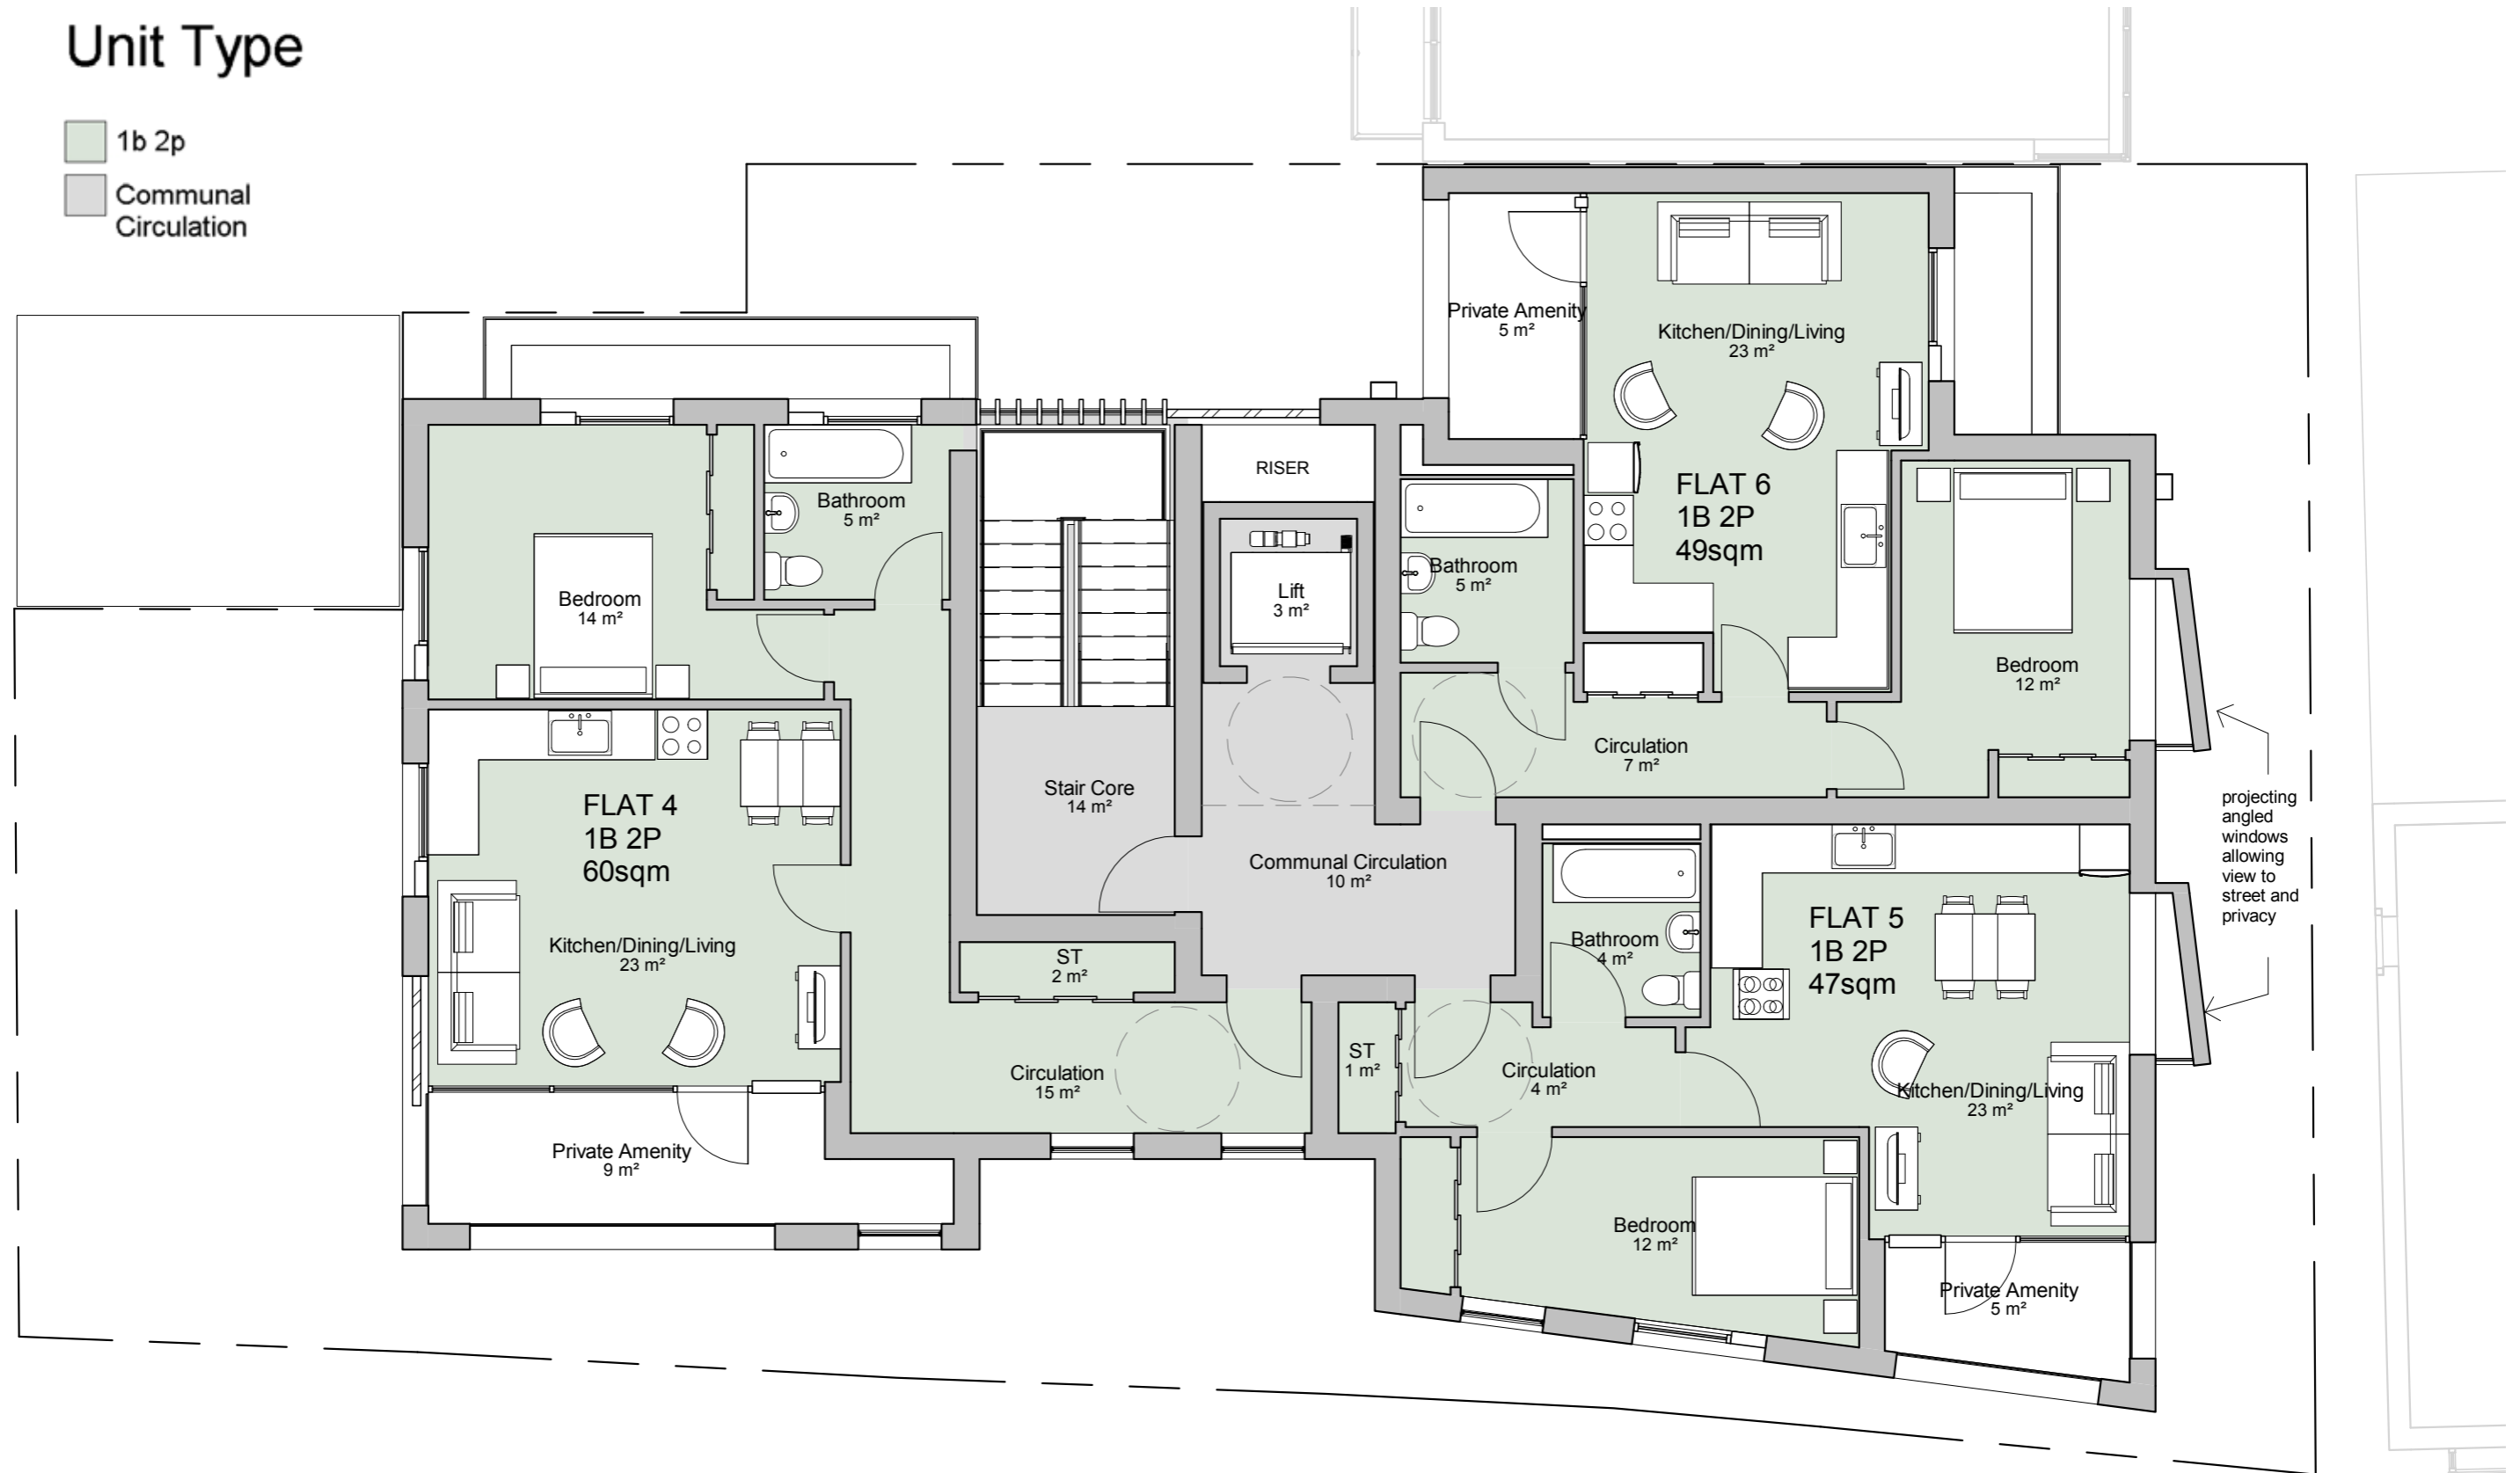 Unit Type
1b 2p
Communal
Circulation
Private Amenity
5 m²
Kitchen/Dining/Living
23 m²
FLAT 6
1B 2P
49sqm
RISER
Bathroom
5 m²
Bedroom
14 m²
Lift
3 m²
Bathroom
5 m²
Bedroom
12 m²
Circulation
7 m²
Stair Core
14 m²
FLAT 4
1B 2P
60sqm
Kitchen/Dining/Living
23 m²
Communal Circulation
10 m²
projecting
angled
windows
allowing
view to
street and
privacy
FLAT 5
1B 2P
47sqm
Bathroom
4 m²
ST
2 m²
ST
1 m²
Circulation
15 m²
Circulation
4 m²
Kitchen/Dining/Living
23 m²
Private Amenity
9 m²
Bedroom
12 m²
Private Amenity
5 m²